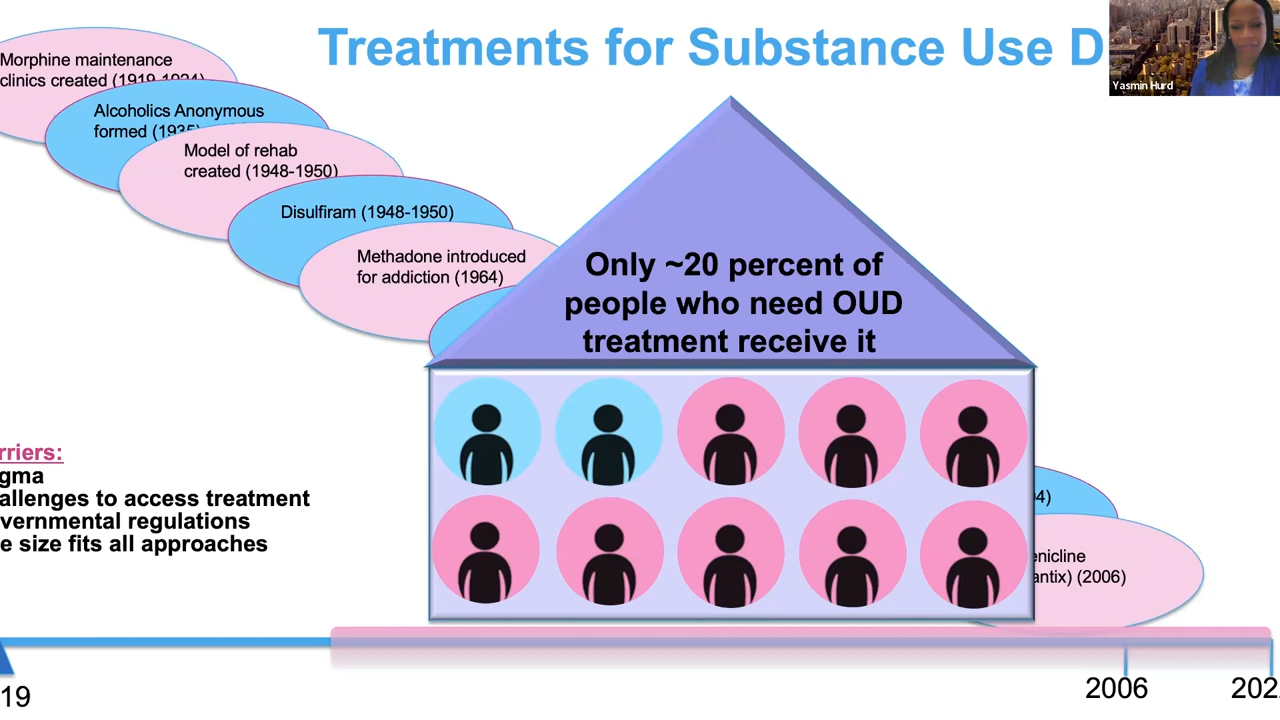 Treatments for Substance Use D
Yasmin Hurd
Morphine maintenance
clinics created (1919-1924)
Alcoholics Anonymous
formed (1935)
Model of rehab
created (1948-1950)
Disulfiram (1948-1950)
Methadone introduced
for addiction (1964)
Only ~20 percent of
people who need OUD
treatment receive it
rriers:
gma
allenges to access treatment
vernmental regulations
e size fits all approaches
04)
enicline
antix) (2006)
19
2006
202